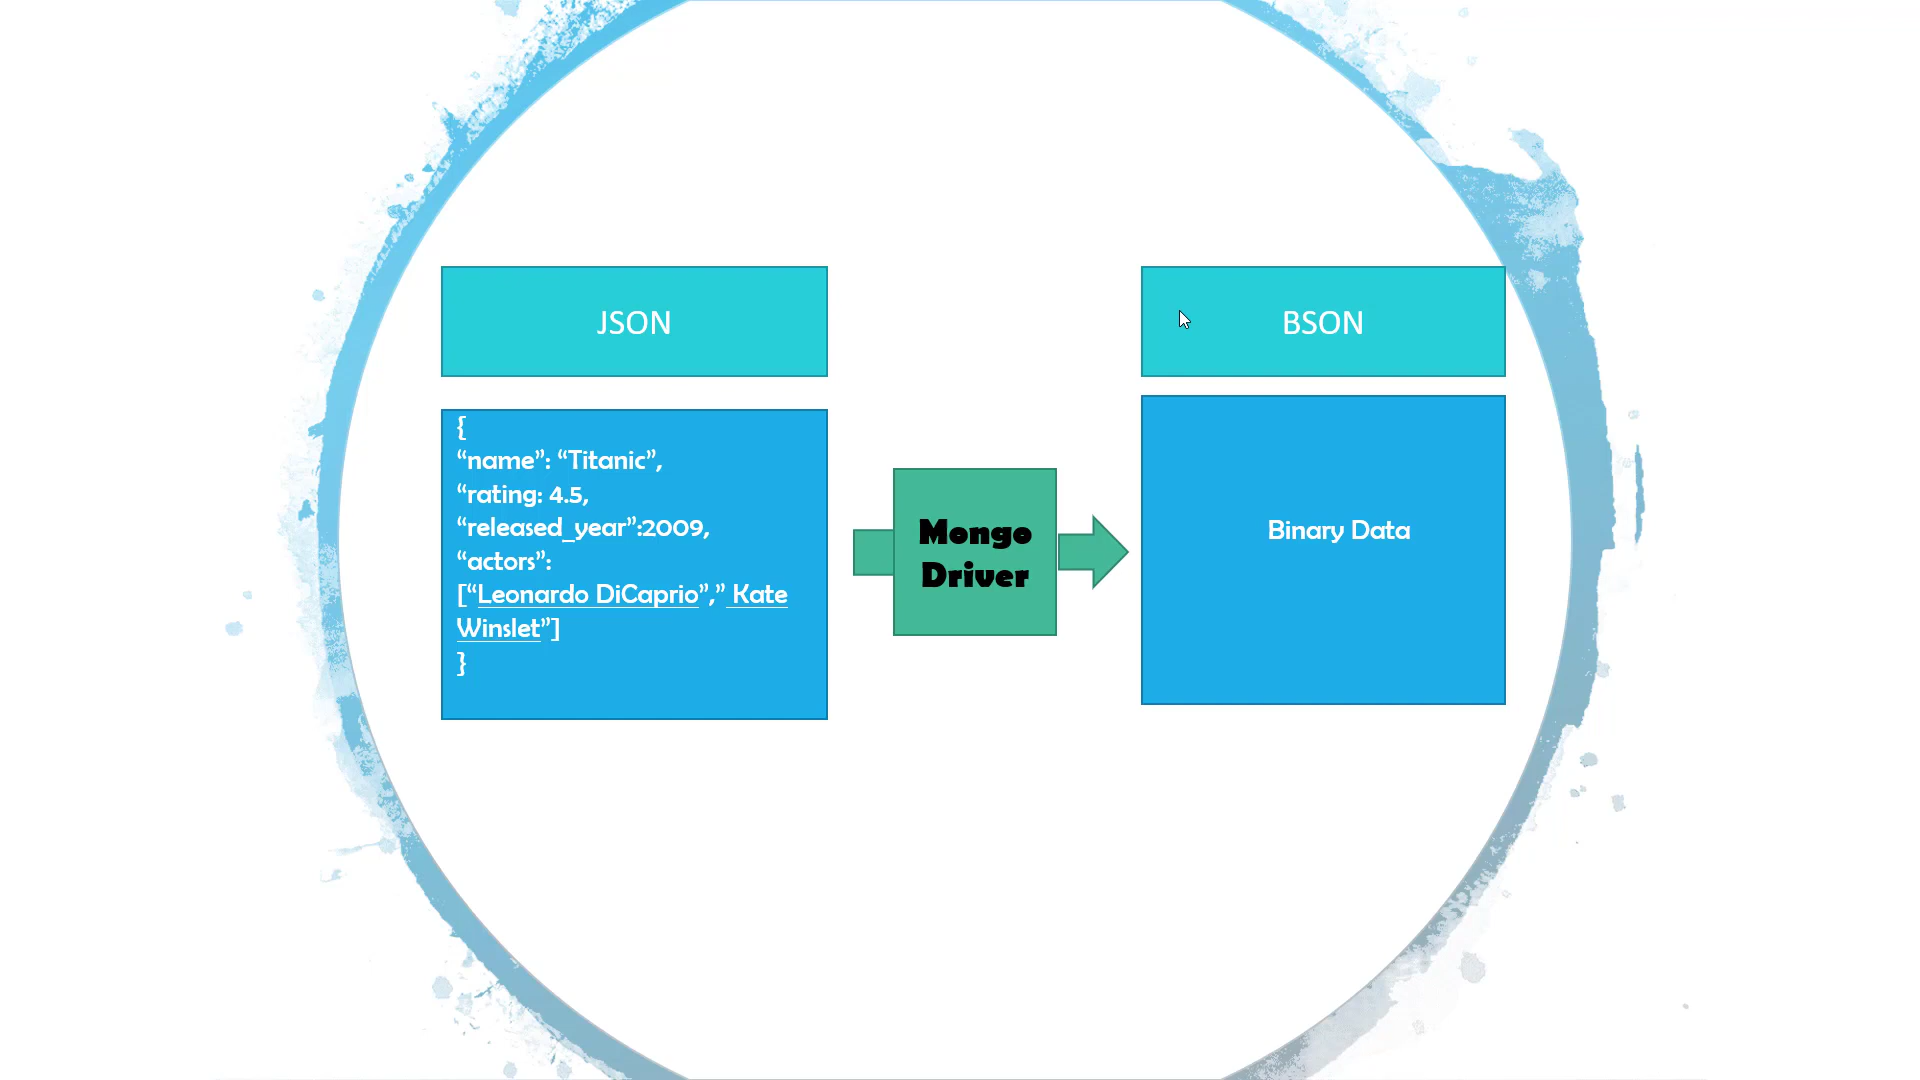 JSON
{
“name”: “Titanic”,
“rating: 4.5,
“released_year”:2009,
“actors”:
[“Leonardo DiCaprio”,” Kate
Winslet”]
}
Mongo
Driver
BSON
Binary Data